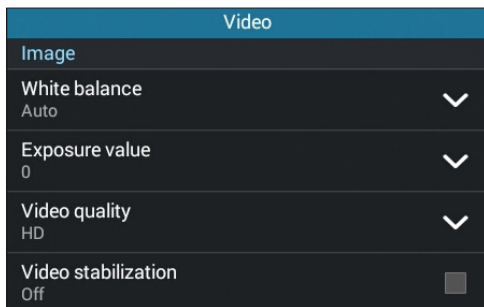 Video
Image
White balance
Auto
Exposure value
0
Video quality
HD
Video stabilization
Off